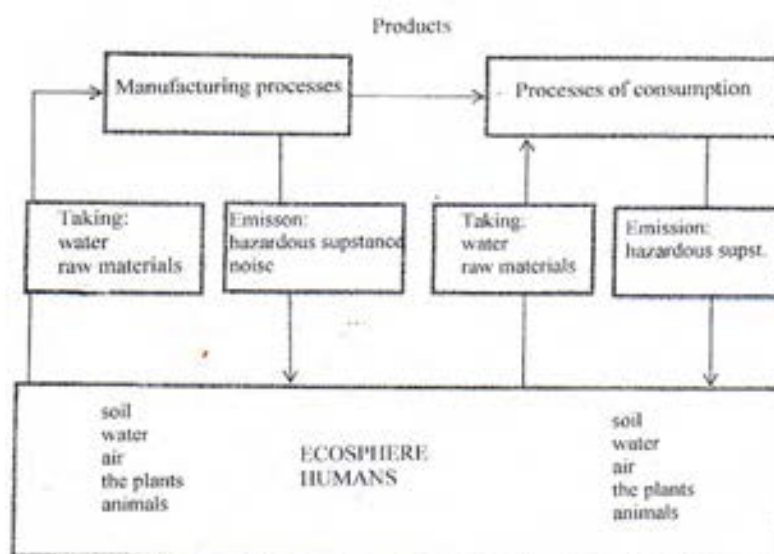 Products
Manufacturing processes
Processes of consumption
Taking:
water
raw materials
Emisson:
hazardous supstance
noise
Taking:
water
raw materials
Emission:
hazardous supst.
soil
water
air
the plants
animals
ECOSPHERE
HUMANS
soil
water
air
the plants
animals